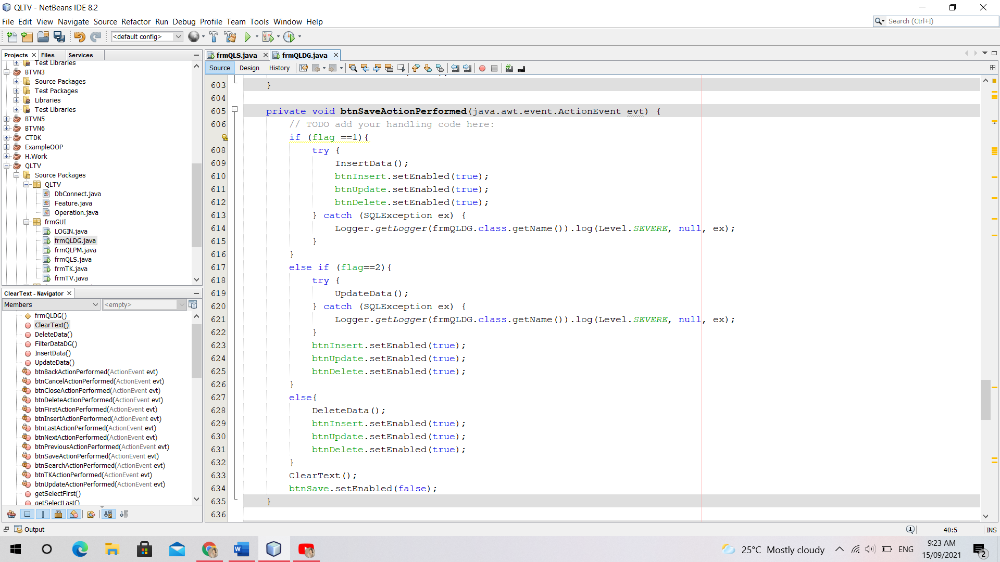 QLTV - NetBeans IDE 8.2
File Edit View Navigate Source Refactor Run Debug Profile Team Tools Window Help
Search (Ctrl+I)
<default config>
Projects Files Services
Test Libraries
BTVN3
Source Packages
Test Packages
Libraries
Test Libraries
BTVN5
BTVN6
CTDK
ExampleOOP
H.Work
QLTV
Source Packages
QLTV
DbConnect.java
Feature.java
Operation.java
frmGUI
LOGIN.java
frmQLDG.java
frmQLPM.java
frmQLS.java
frmTK.java
frmTV.java
ClearText - Navigator
Members <empty>
frmQLDG()
ClearText()
DeleteData()
FilterDataDG()
InsertData()
UpdateData()
btnBackActionPerformed(ActionEvent evt)
btnCancelActionPerformed(ActionEvent evt)
btnCloseActionPerformed(ActionEvent evt)
btnDeleteActionPerformed(ActionEvent evt)
btnFirstActionPerformed(ActionEvent evt)
btnInsertActionPerformed(ActionEvent evt)
btnLastActionPerformed(ActionEvent evt)
btnNextActionPerformed(ActionEvent evt)
btnPreviousActionPerformed(ActionEvent evt)
btnSaveActionPerformed(ActionEvent evt)
btnSearchActionPerformed(ActionEvent evt)
btnTKActionPerformed(ActionEvent evt)
btnUpdateActionPerformed(ActionEvent evt)
getSelectFirst()
getSelectLast()
frmQLS.java frmQLDG.java
Source Design History
603 }
604
605 private void btnSaveActionPerformed(java.awt.event.ActionEvent evt) {
606 // TODO add your handling code here:
if (flag ==1){
608 try {
609 InsertData();
610 btnInsert.setEnabled(true);
611 btnUpdate.setEnabled(true);
612 btnDelete.setEnabled(true);
613 } catch (SQLException ex) {
614 Logger.getLogger(frmQLDG.class.getName()).log(Level.SEVERE, null, ex);
615 }
616 }
617 else if (flag==2){
618 try {
619 UpdateData();
620 } catch (SQLException ex) {
621 Logger.getLogger(frmQLDG.class.getName()).log(Level.SEVERE, null, ex);
622 }
623 btnInsert.setEnabled(true);
624 btnUpdate.setEnabled(true);
625 btnDelete.setEnabled(true);
626 }
627 else{
628 DeleteData();
629 btnInsert.setEnabled(true);
630 btnUpdate.setEnabled(true);
631 btnDelete.setEnabled(true);
632 }
633 ClearText();
634 btnSave.setEnabled(false);
635 }
636
Output
1
40:5 INS
25°C Mostly cloudy
ENG
9:23 AM
15/09/2021
2